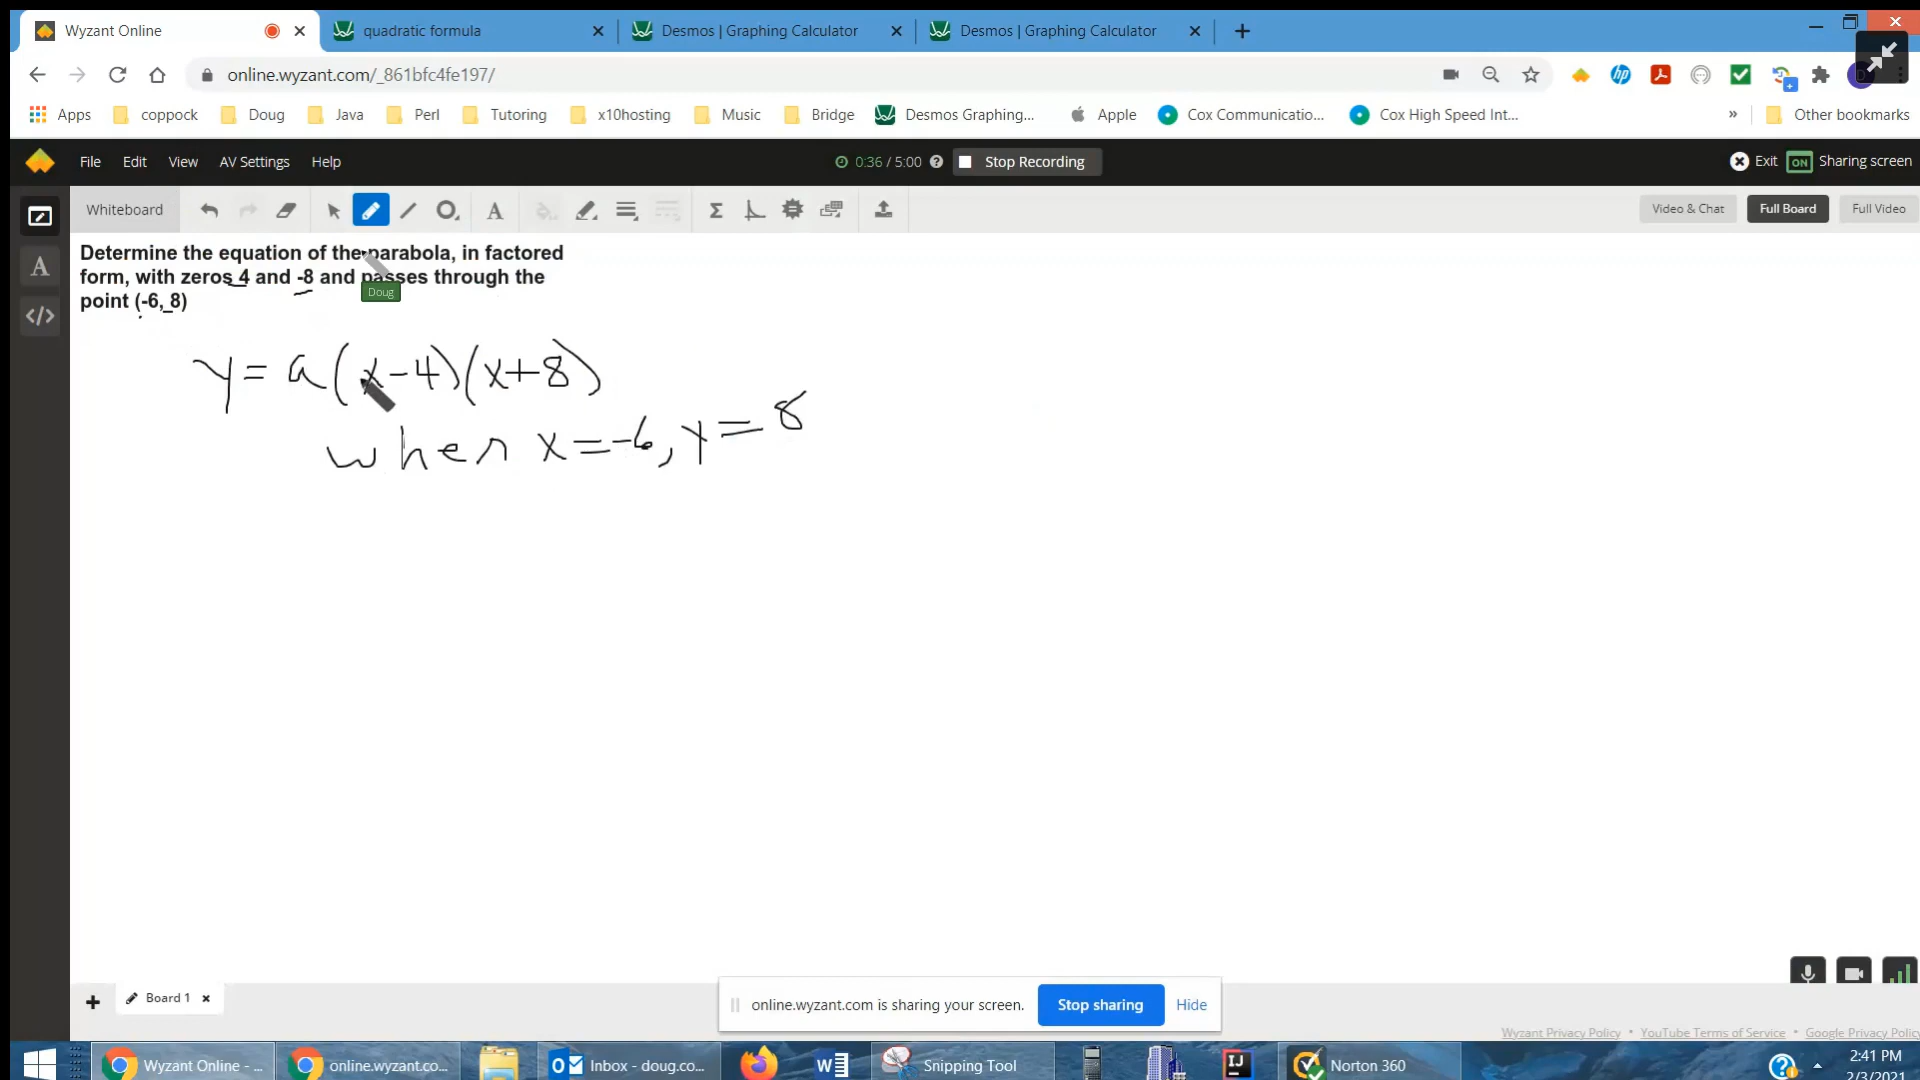 Wyzant Online
quadratic formula
Desmos | Graphing Calculator
Desmos | Graphing Calculator
online.wyzant.com/_861bfc4fe197/
Apps coppock Doug Java Perl Tutoring x10hosting Music Bridge Desmos Graphing... Apple Cox Communicatio... Cox High Speed Int... » Other bookmarks
File Edit View AV Settings Help 0:36 / 5:00 Stop Recording Exit ON Sharing screen
Whiteboard A Σ Video & Chat Full Board Full Video
Determine the equation of the parabola, in factored
form, with zeros 4 and -8 and passes through the
point (-6, 8)
Doug
y = a(x-4)(x+8)
when x = -6, y = 8
Board 1
online.wyzant.com is sharing your screen. Stop sharing Hide
Wyzant Privacy Policy • YouTube Terms of Service • Google Privacy Policy
Wyzant Online - ... online.wyzant.co... Inbox - doug.co... Snipping Tool Norton 360 2:41 PM
2/3/2021